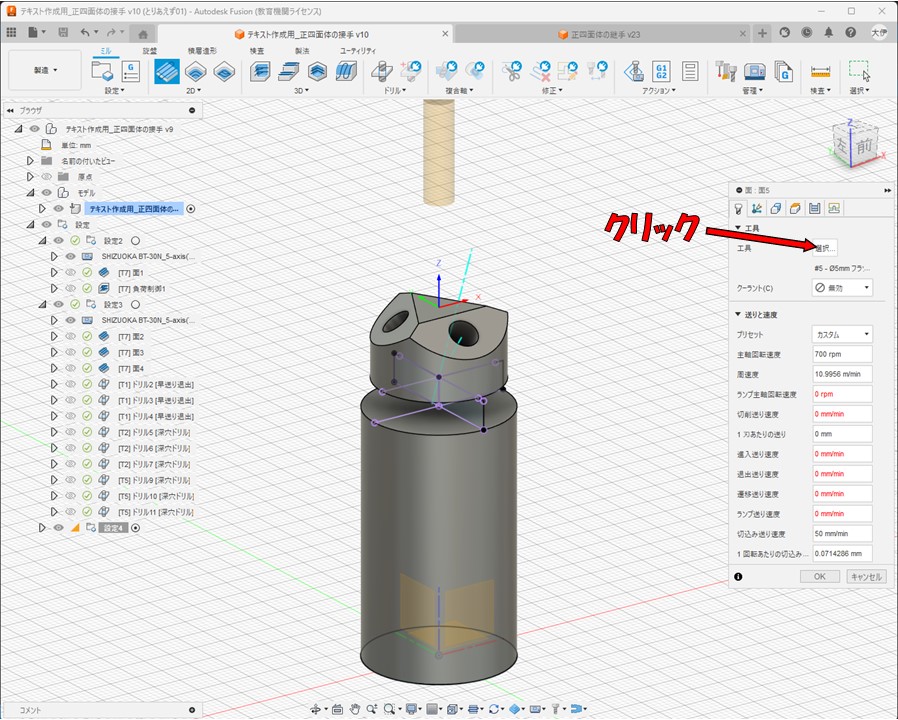 テキスト作成用_正四面体の接手 v10 (とりあえず01) - Autodesk Fusion (教育機関ライセンス)
テキスト作成用_正四面体の接手 v10
正四面体の継手 v23
大伊
製造
ミル
旋盤
積層造形
検査
製法
ユーティリティ
設定
2D
3D
ドリル
複合軸
修正
アクション
管理
検査
選択
G1
G2
ブラウザ
テキスト作成用_正四面体の接手 v9
単位: mm
名前の付いたビュー
原点
モデル
テキスト作成用_正四面体の...
設定
設定2
SHIZUOKA BT-30N_5-axis(...
[T7] 面1
[T7] 負荷制御1
設定3
SHIZUOKA BT-30N_5-axis(...
[T7] 面2
[T7] 面3
[T7] 面4
[T1] ドリル2 [早送り退出]
[T1] ドリル3 [早送り退出]
[T1] ドリル4 [早送り退出]
[T2] ドリル5 [深穴ドリル]
[T2] ドリル6 [深穴ドリル]
[T2] ドリル7 [深穴ドリル]
[T5] ドリル9 [深穴ドリル]
[T5] ドリル10 [深穴ドリル]
[T5] ドリル11 [深穴ドリル]
設定4
Z
X
Z
左
前
X
クリック
面 : 面5
工具
工具
選択...
#5 - Ø5mm フラ...
クーラント(C)
無効
送りと速度
プリセット
カスタム
主軸回転速度
700 rpm
周速度
10.9956 m/min
ランプ主軸回転速度
0 rpm
切削送り速度
0 mm/min
1 刃あたりの送り
0 mm
進入送り速度
0 mm/min
退出送り速度
0 mm/min
遷移送り速度
0 mm/min
ランプ送り速度
0 mm/min
切込み送り速度
50 mm/min
1 回転あたりの切込み...
0.0714286 mm
OK
キャンセル
コメント